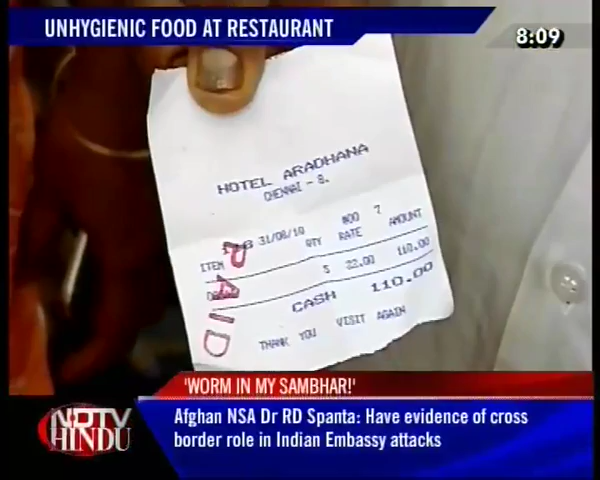 UNHYGIENIC FOOD AT RESTAURANT
8:09
HOTEL ARADHANA
CHENNAI - 8.
31/08/10 MOO 7
ITEM QTY RATE AMOUNT
5 22.00 110.00
CASH 110.00
THANK YOU VISIT AGAIN
PAID
'WORM IN MY SAMBHAR!'
NDTV
HINDU
Afghan NSA Dr RD Spanta: Have evidence of cross
border role in Indian Embassy attacks